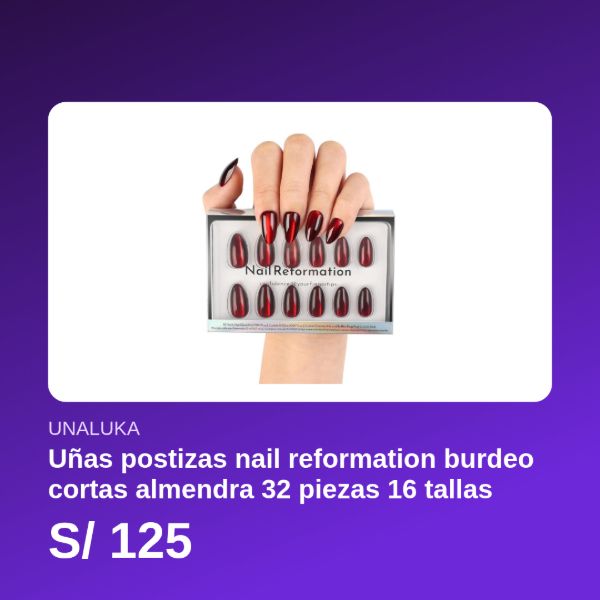 Nail Reformation
UNALUKA
Uñas postizas nail reformation burdeo
cortas almendra 32 piezas 16 tallas
S/ 125